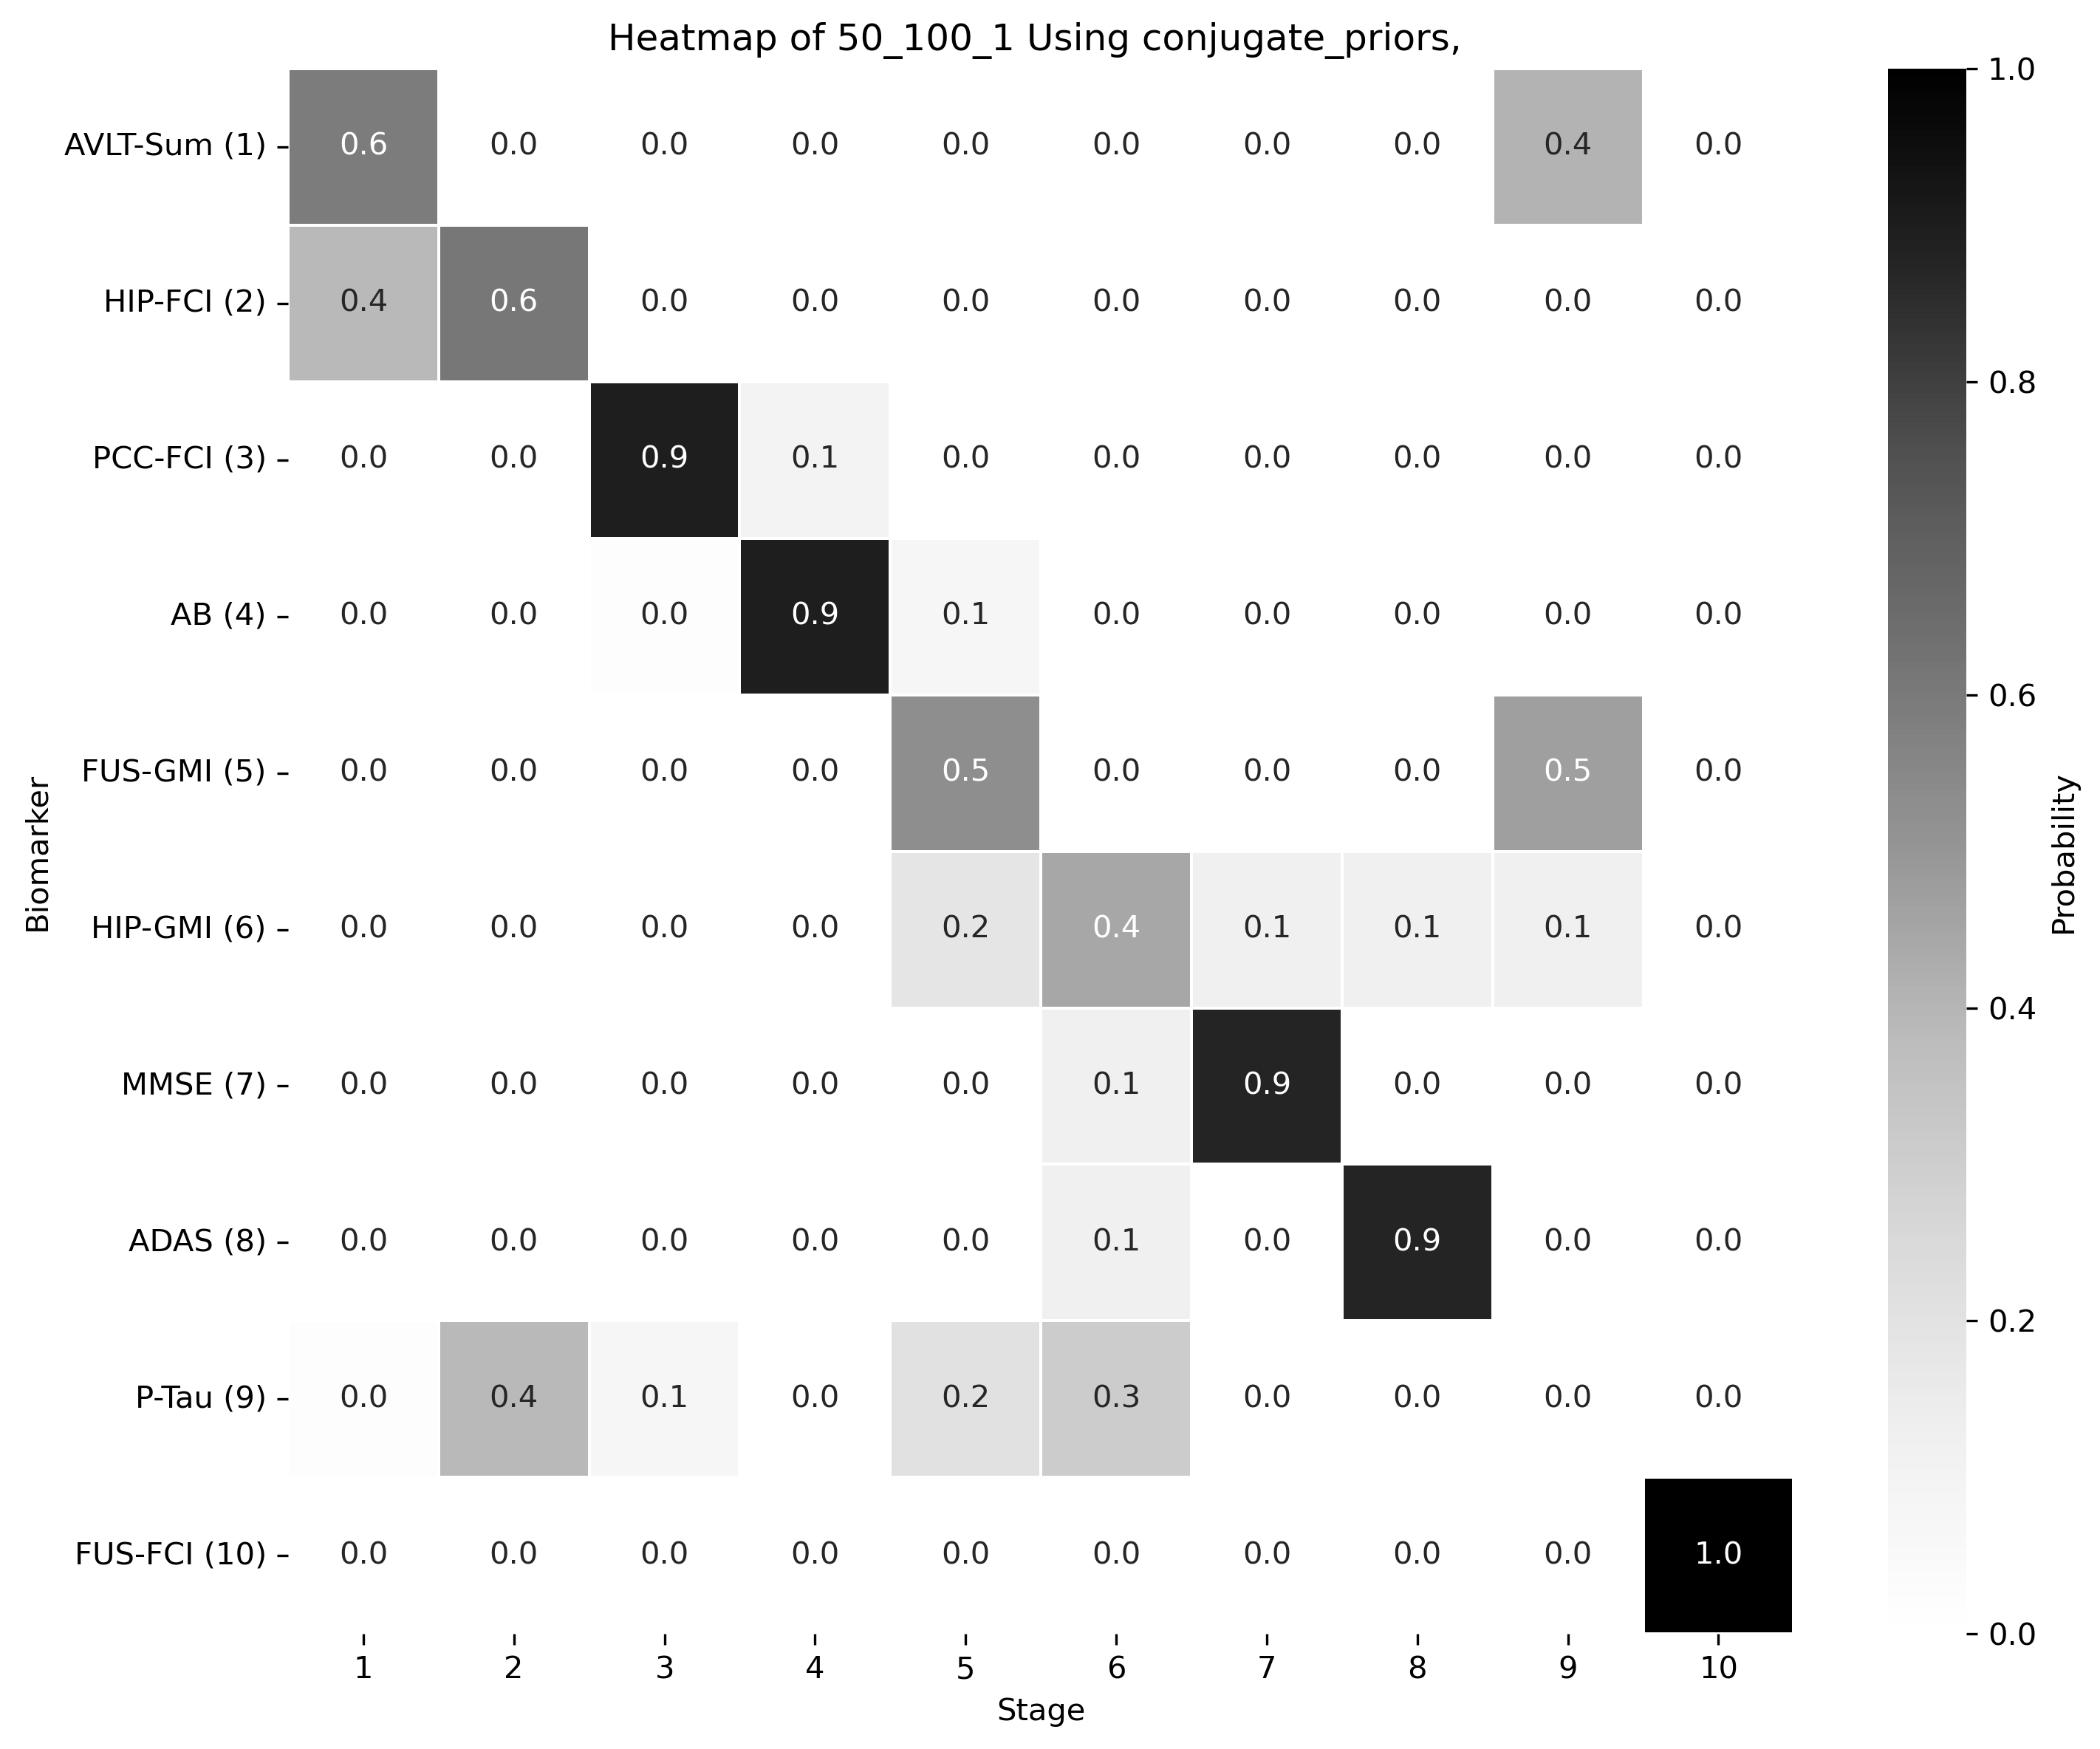 Heatmap of 50_100_1 Using conjugate_priors,
AVLT-Sum (1) 0.6 0.0 0.0 0.0 0.0 0.0 0.0 0.0 0.4 0.0
HIP-FCI (2) 0.4 0.6 0.0 0.0 0.0 0.0 0.0 0.0 0.0 0.0
PCC-FCI (3) 0.0 0.0 0.9 0.1 0.0 0.0 0.0 0.0 0.0 0.0
AB (4) 0.0 0.0 0.0 0.9 0.1 0.0 0.0 0.0 0.0 0.0
FUS-GMI (5) 0.0 0.0 0.0 0.0 0.5 0.0 0.0 0.0 0.5 0.0
HIP-GMI (6) 0.0 0.0 0.0 0.0 0.2 0.4 0.1 0.1 0.1 0.0
MMSE (7) 0.0 0.0 0.0 0.0 0.0 0.1 0.9 0.0 0.0 0.0
ADAS (8) 0.0 0.0 0.0 0.0 0.0 0.1 0.0 0.9 0.0 0.0
P-Tau (9) 0.0 0.4 0.1 0.0 0.2 0.3 0.0 0.0 0.0 0.0
FUS-FCI (10) 0.0 0.0 0.0 0.0 0.0 0.0 0.0 0.0 0.0 1.0
1 2 3 4 5 6 7 8 9 10
Stage
Biomarker
1.0
0.8
0.6
0.4
0.2
0.0
Probability